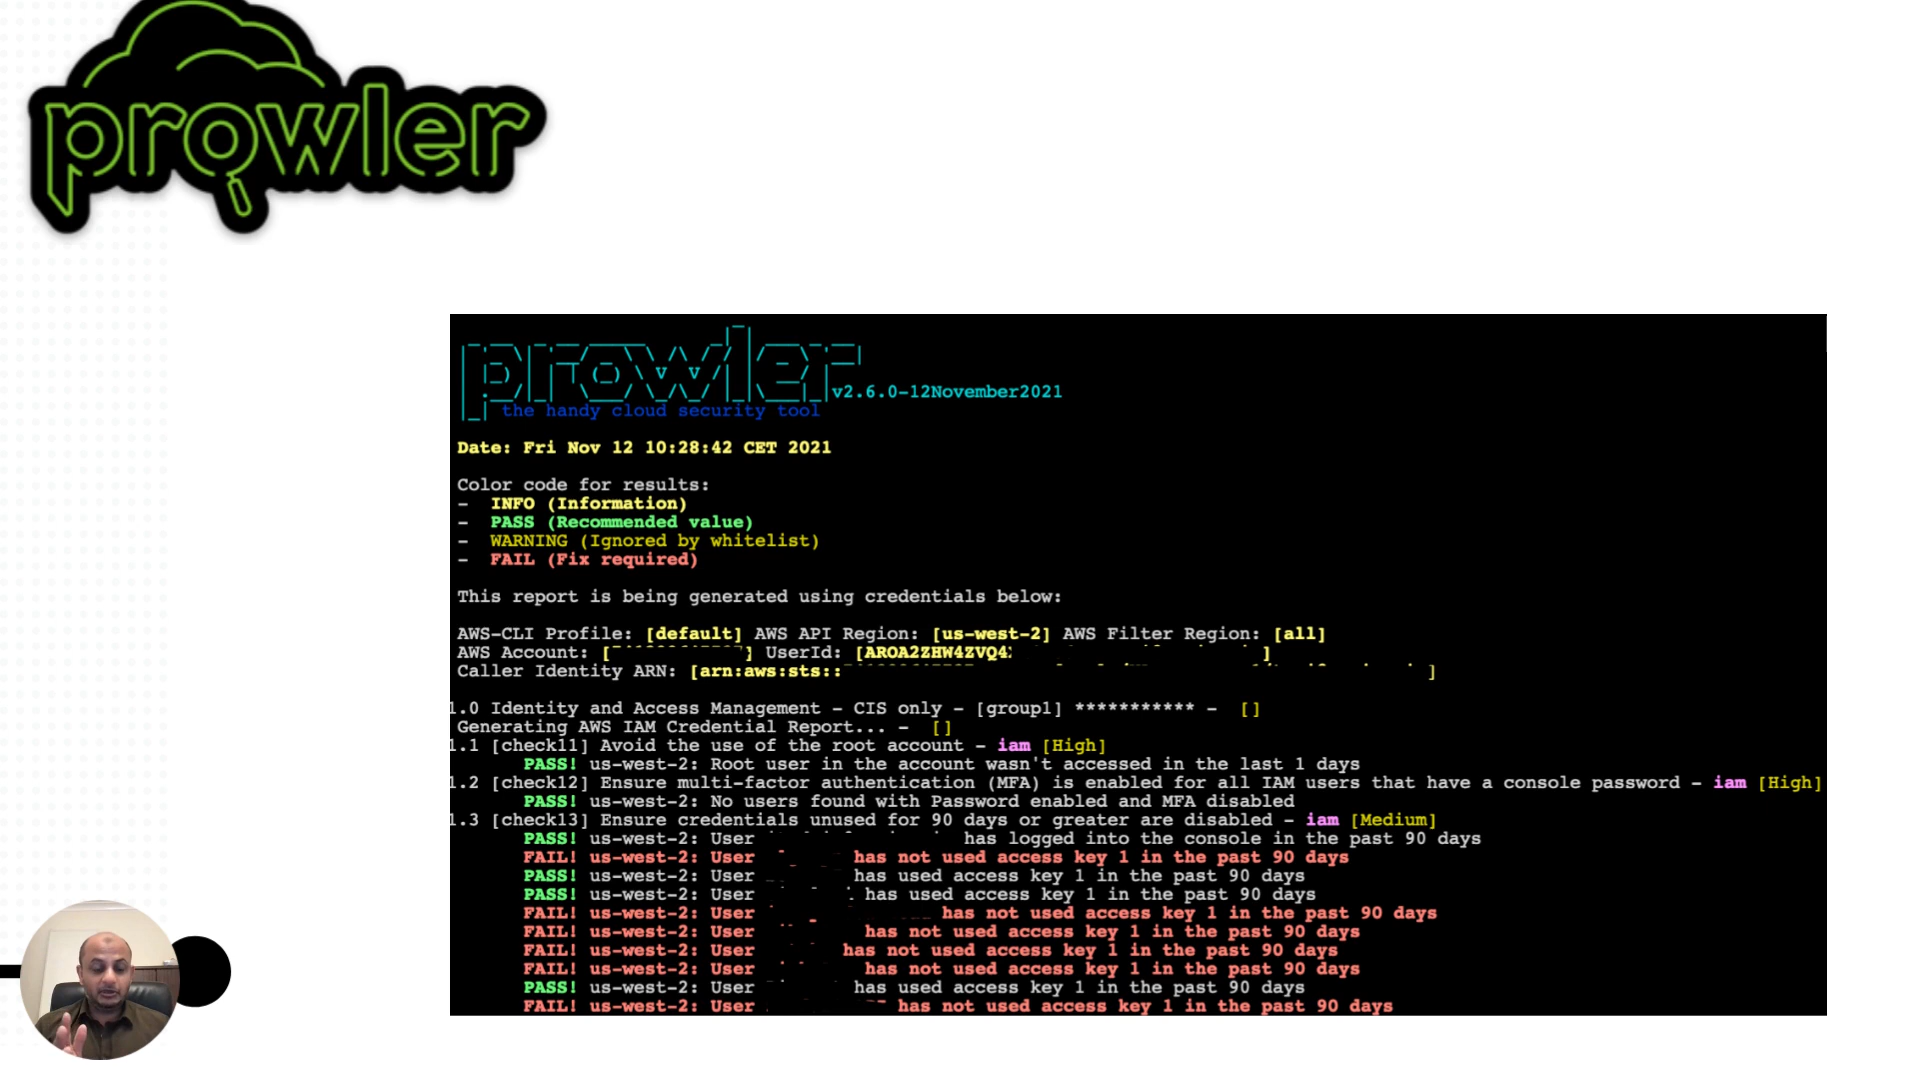 prowler
prowler
v2.6.0-12November2021
the handy cloud security tool
Date: Fri Nov 12 10:28:42 CET 2021
Color code for results:
- INFO (Information)
- PASS (Recommended value)
- WARNING (Ignored by whitelist)
- FAIL (Fix required)
This report is being generated using credentials below:
AWS-CLI Profile: [default] AWS API Region: [us-west-2] AWS Filter Region: [all]
AWS Account: [ ] UserId: [AROA2ZHW4ZVQ4 ]
Caller Identity ARN: [arn:aws:sts:: ]
1.0 Identity and Access Management - CIS only - [group1] *********** - []
Generating AWS IAM Credential Report... - []
1.1 [check11] Avoid the use of the root account - iam [High]
PASS! us-west-2: Root user in the account wasn't accessed in the last 1 days
1.2 [check12] Ensure multi-factor authentication (MFA) is enabled for all IAM users that have a console password - iam [High]
PASS! us-west-2: No users found with Password enabled and MFA disabled
1.3 [check13] Ensure credentials unused for 90 days or greater are disabled - iam [Medium]
PASS! us-west-2: User has logged into the console in the past 90 days
FAIL! us-west-2: User has not used access key 1 in the past 90 days
PASS! us-west-2: User has used access key 1 in the past 90 days
PASS! us-west-2: User has used access key 1 in the past 90 days
FAIL! us-west-2: User has not used access key 1 in the past 90 days
FAIL! us-west-2: User has not used access key 1 in the past 90 days
FAIL! us-west-2: User has not used access key 1 in the past 90 days
FAIL! us-west-2: User has not used access key 1 in the past 90 days
PASS! us-west-2: User has used access key 1 in the past 90 days
FAIL! us-west-2: User has not used access key 1 in the past 90 days